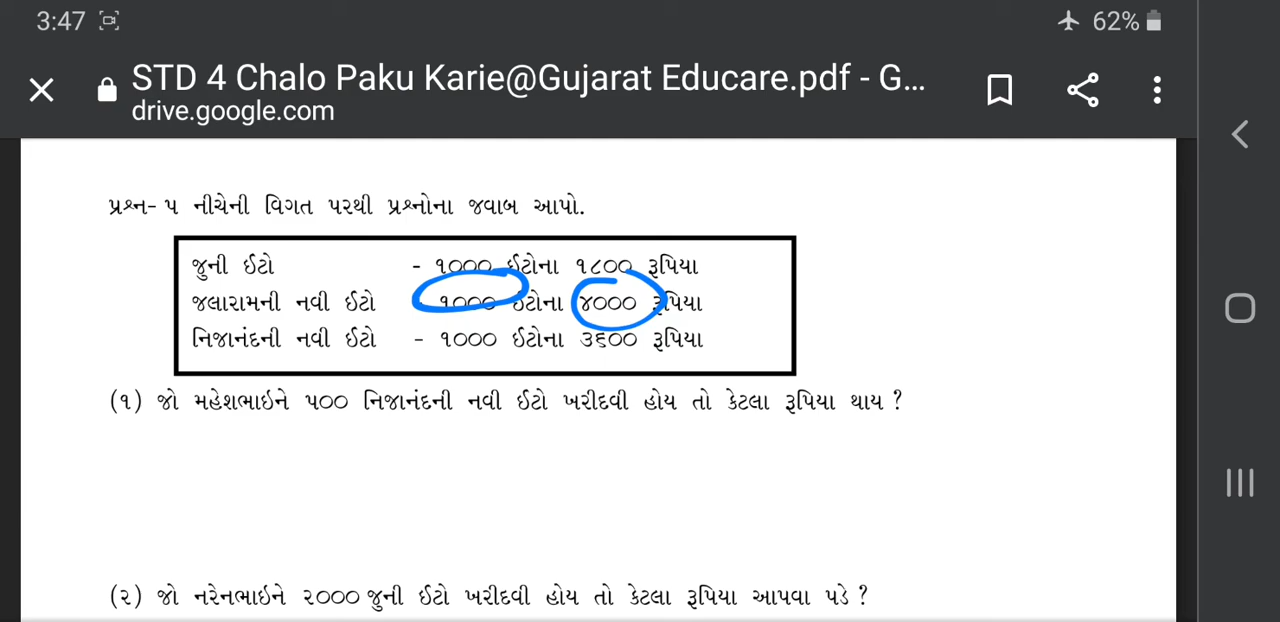 3:47 62%
STD 4 Chalo Paku Karie@Gujarat Educare.pdf - G...
drive.google.com
પ્રશ્ન- ૫ નીચેની વિગત પરથી પ્રશ્નોના જવાબ આપો.
જુની ઈંટો - ૧૦૦૦ ઈંટોના ૧૮૦૦ રૂપિયા
જલારામની નવી ઈંટો - ૧૦૦૦ ઈંટોના ૪૦૦૦ રૂપિયા
નિજાનંદની નવી ઈંટો - ૧૦૦૦ ઈંટોના ૩૬૦૦ રૂપિયા
(૧) જો મહેશભાઇને ૫૦૦ નિજાનંદની નવી ઈંટો ખરીદવી હોય તો કેટલા રૂપિયા થાય ?
(૨) જો નરેનભાઇને ૨૦૦૦ જુની ઈંટો ખરીદવી હોય તો કેટલા રૂપિયા આપવા પડે ?